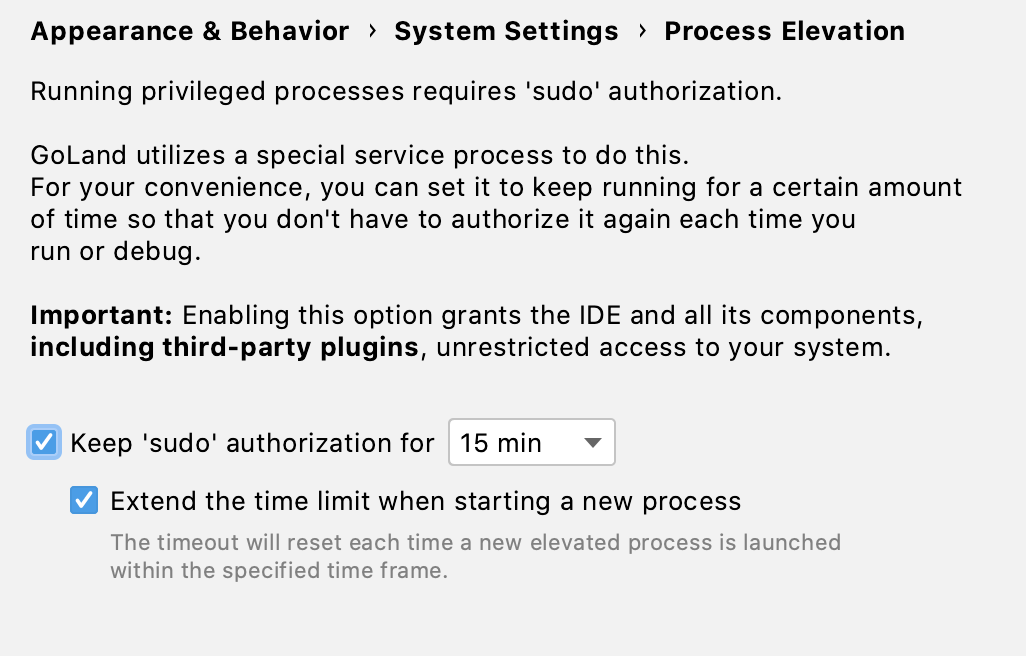 Appearance & Behavior › System Settings › Process Elevation
Running privileged processes requires 'sudo' authorization.
GoLand utilizes a special service process to do this.
For your convenience, you can set it to keep running for a certain amount
of time so that you don't have to authorize it again each time you
run or debug.
Important: Enabling this option grants the IDE and all its components,
including third-party plugins, unrestricted access to your system.
Keep 'sudo' authorization for 15 min
Extend the time limit when starting a new process
The timeout will reset each time a new elevated process is launched
within the specified time frame.